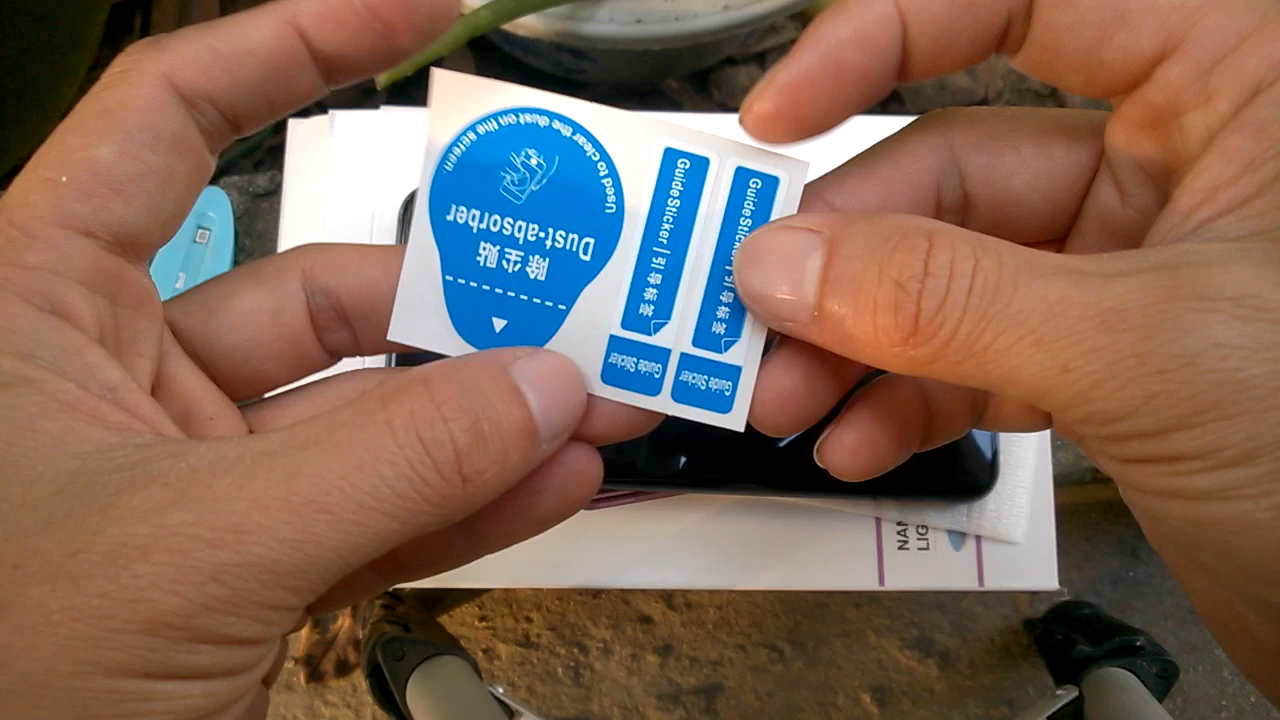 Used to clear the dust on the screen.
Dust-absorber
除尘贴
GuideSticker | 引导标签
Guide Sticker
GuideSticker | 引导标签
Guide Sticker